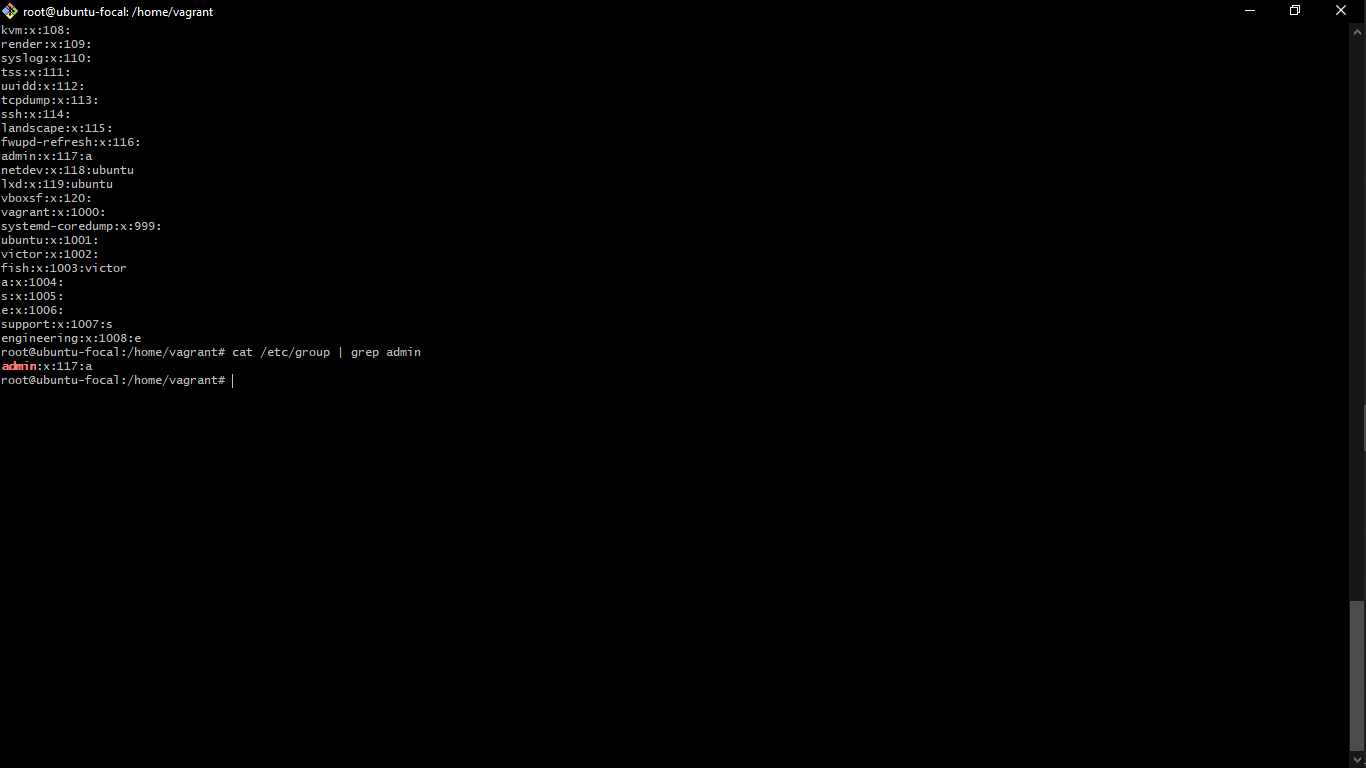 root@ubuntu-focal: /home/vagrant
kvm:x:108:
render:x:109:
syslog:x:110:
tss:x:111:
uuidd:x:112:
tcpdump:x:113:
ssh:x:114:
landscape:x:115:
fwupd-refresh:x:116:
admin:x:117:a
netdev:x:118:ubuntu
lxd:x:119:ubuntu
vboxsf:x:120:
vagrant:x:1000:
systemd-coredump:x:999:
ubuntu:x:1001:
victor:x:1002:
fish:x:1003:victor
a:x:1004:
s:x:1005:
e:x:1006:
support:x:1007:s
engineering:x:1008:e
root@ubuntu-focal:/home/vagrant# cat /etc/group | grep admin
admin:x:117:a
root@ubuntu-focal:/home/vagrant#